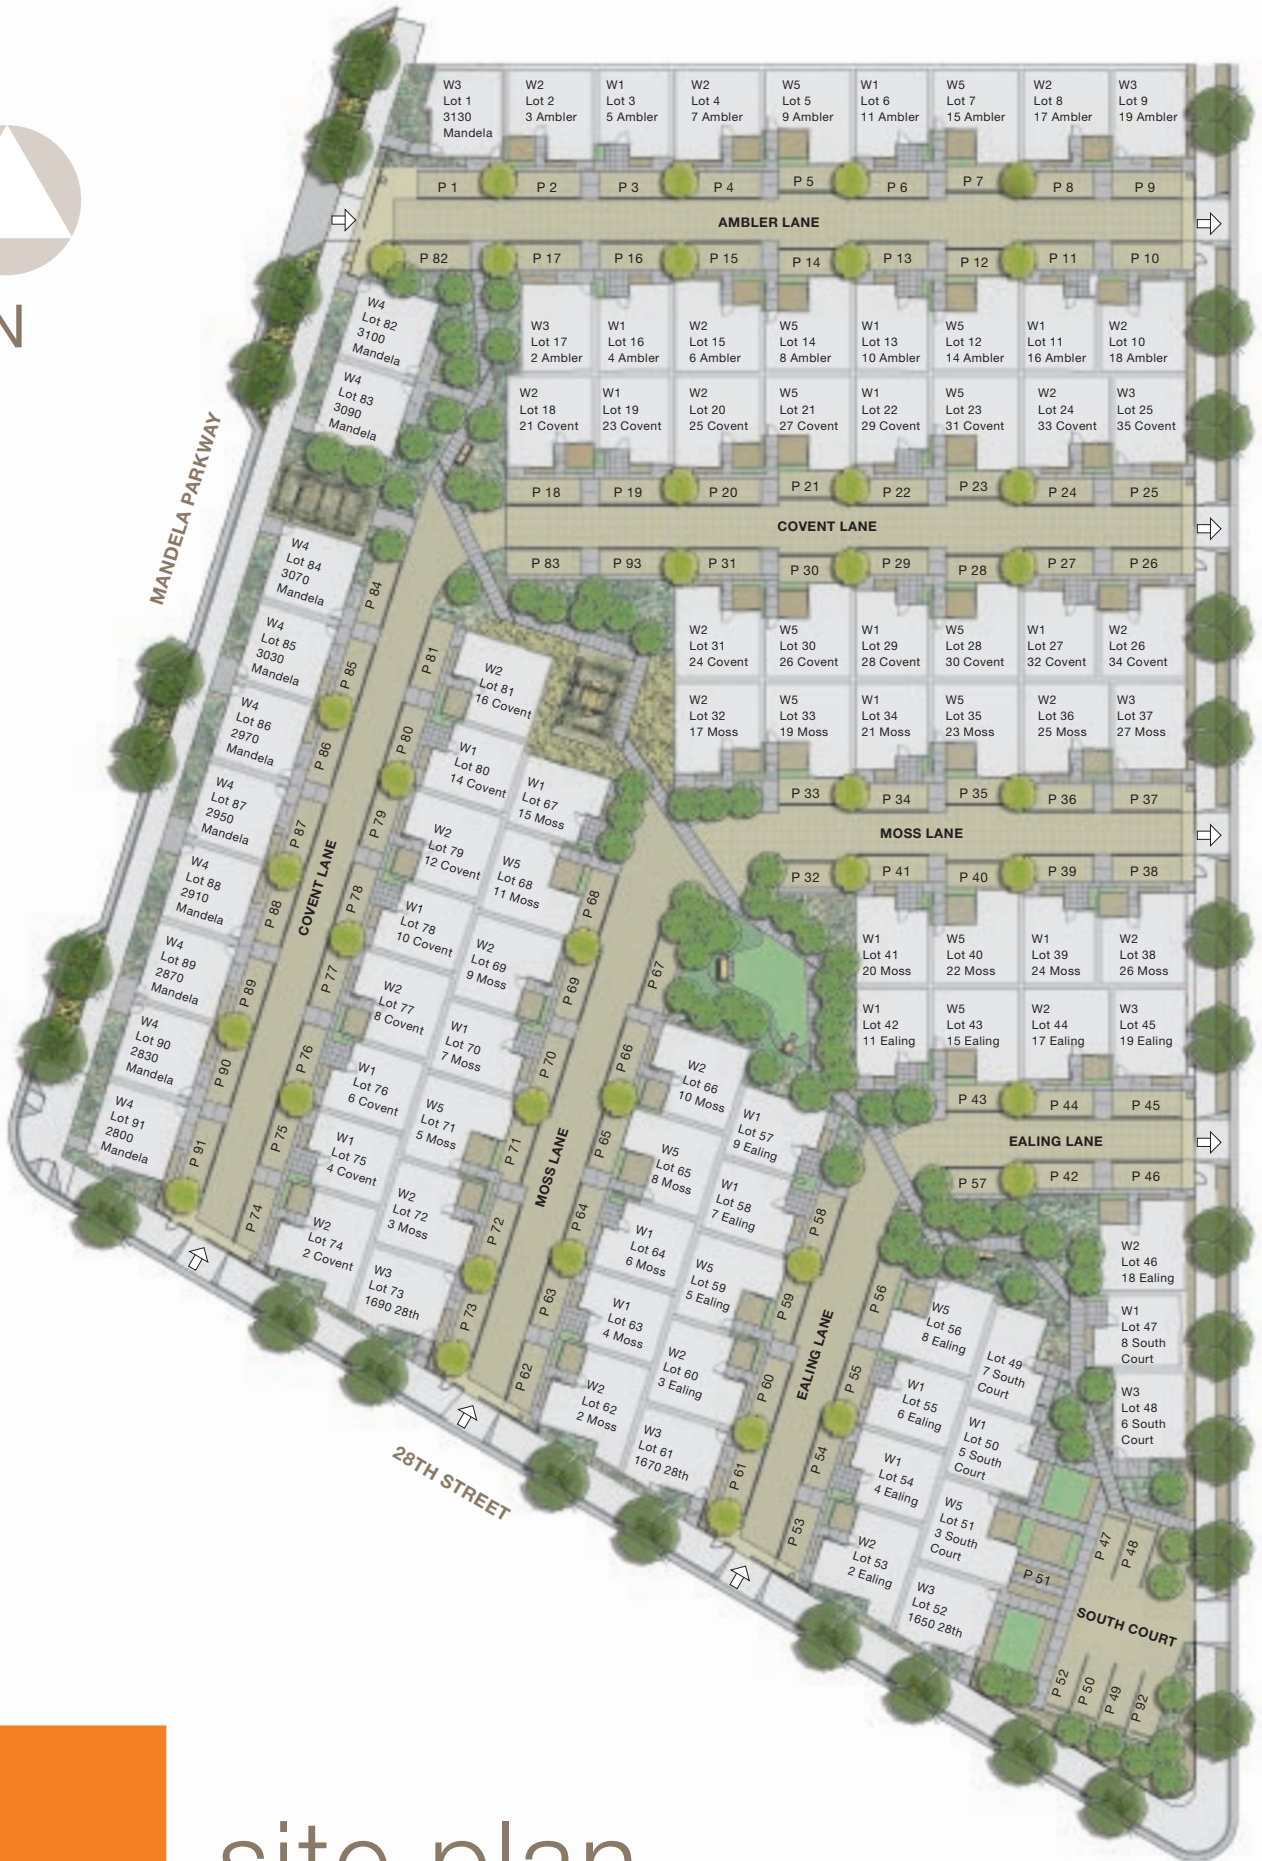 N
W3
Lot 1
3130
Mandela
W2
Lot 2
3 Ambler
W1
Lot 3
5 Ambler
W2
Lot 4
7 Ambler
W5
Lot 5
9 Ambler
W1
Lot 6
11 Ambler
W5
Lot 7
15 Ambler
W2
Lot 8
17 Ambler
W3
Lot 9
19 Ambler
P 1
P 2
P 3
P 4
P 5
P 6
P 7
P 8
P 9
AMBLER LANE
P 82
P 17
P 16
P 15
P 14
P 13
P 12
P 11
P 10
W4
Lot 82
3100
Mandela
W4
Lot 83
3090
Mandela
W3
Lot 17
2 Ambler
W1
Lot 16
4 Ambler
W2
Lot 15
6 Ambler
W5
Lot 14
8 Ambler
W1
Lot 13
10 Ambler
W5
Lot 12
14 Ambler
W1
Lot 11
16 Ambler
W2
Lot 10
18 Ambler
W2
Lot 18
21 Covent
W1
Lot 19
23 Covent
W2
Lot 20
25 Covent
W5
Lot 21
27 Covent
W1
Lot 22
29 Covent
W5
Lot 23
31 Covent
W2
Lot 24
33 Covent
W3
Lot 25
35 Covent
P 18
P 19
P 20
P 21
P 22
P 23
P 24
P 25
COVENT LANE
P 83
P 93
P 31
P 30
P 29
P 28
P 27
P 26
MANDELA PARKWAY
W4
Lot 84
3070
Mandela
W4
Lot 85
3030
Mandela
W4
Lot 86
2970
Mandela
W4
Lot 87
2950
Mandela
W4
Lot 88
2910
Mandela
W4
Lot 89
2870
Mandela
W4
Lot 90
2830
Mandela
W4
Lot 91
2800
Mandela
P 84
P 85
P 86
P 87
P 88
P 89
P 90
P 91
COVENT LANE
P 81
P 80
P 79
P 78
P 77
P 76
P 75
P 74
W2
Lot 81
16 Covent
W1
Lot 80
14 Covent
W2
Lot 79
12 Covent
W1
Lot 78
10 Covent
W2
Lot 77
8 Covent
W1
Lot 76
6 Covent
W1
Lot 75
4 Covent
W2
Lot 74
2 Covent
W1
Lot 67
15 Moss
W5
Lot 68
11 Moss
W2
Lot 69
9 Moss
W1
Lot 70
7 Moss
W5
Lot 71
5 Moss
W2
Lot 72
3 Moss
W3
Lot 73
1690 28th
W2
Lot 31
24 Covent
W5
Lot 30
26 Covent
W1
Lot 29
28 Covent
W5
Lot 28
30 Covent
W1
Lot 27
32 Covent
W2
Lot 26
34 Covent
W2
Lot 32
17 Moss
W5
Lot 33
19 Moss
W1
Lot 34
21 Moss
W5
Lot 35
23 Moss
W2
Lot 36
25 Moss
W3
Lot 37
27 Moss
P 33
P 34
P 35
P 36
P 37
MOSS LANE
P 32
P 41
P 40
P 39
P 38
W1
Lot 41
20 Moss
W5
Lot 40
22 Moss
W1
Lot 39
24 Moss
W2
Lot 38
26 Moss
W1
Lot 42
11 Ealing
W5
Lot 43
15 Ealing
W2
Lot 44
17 Ealing
W3
Lot 45
19 Ealing
P 43
P 44
P 45
EALING LANE
P 57
P 42
P 46
P 68
P 69
P 70
P 71
P 72
P 73
MOSS LANE
P 67
P 66
P 65
P 64
P 63
P 62
W2
Lot 66
10 Moss
W5
Lot 65
8 Moss
W1
Lot 64
6 Moss
W1
Lot 63
4 Moss
W2
Lot 62
2 Moss
W1
Lot 57
9 Ealing
W1
Lot 58
7 Ealing
W5
Lot 59
5 Ealing
W2
Lot 60
3 Ealing
W3
Lot 61
1670 28th
P 58
P 59
P 60
P 61
EALING LANE
P 56
P 55
P 54
P 53
W5
Lot 56
8 Ealing
W1
Lot 55
6 Ealing
W1
Lot 54
4 Ealing
W2
Lot 53
2 Ealing
Lot 49
7 South
Court
W1
Lot 50
5 South
Court
W5
Lot 51
3 South
Court
W3
Lot 52
1650 28th
W2
Lot 46
18 Ealing
W1
Lot 47
8 South
Court
W3
Lot 48
6 South
Court
P 47
P 48
P 51
SOUTH COURT
P 52
P 50
P 49
P 92
28TH STREET
site plan